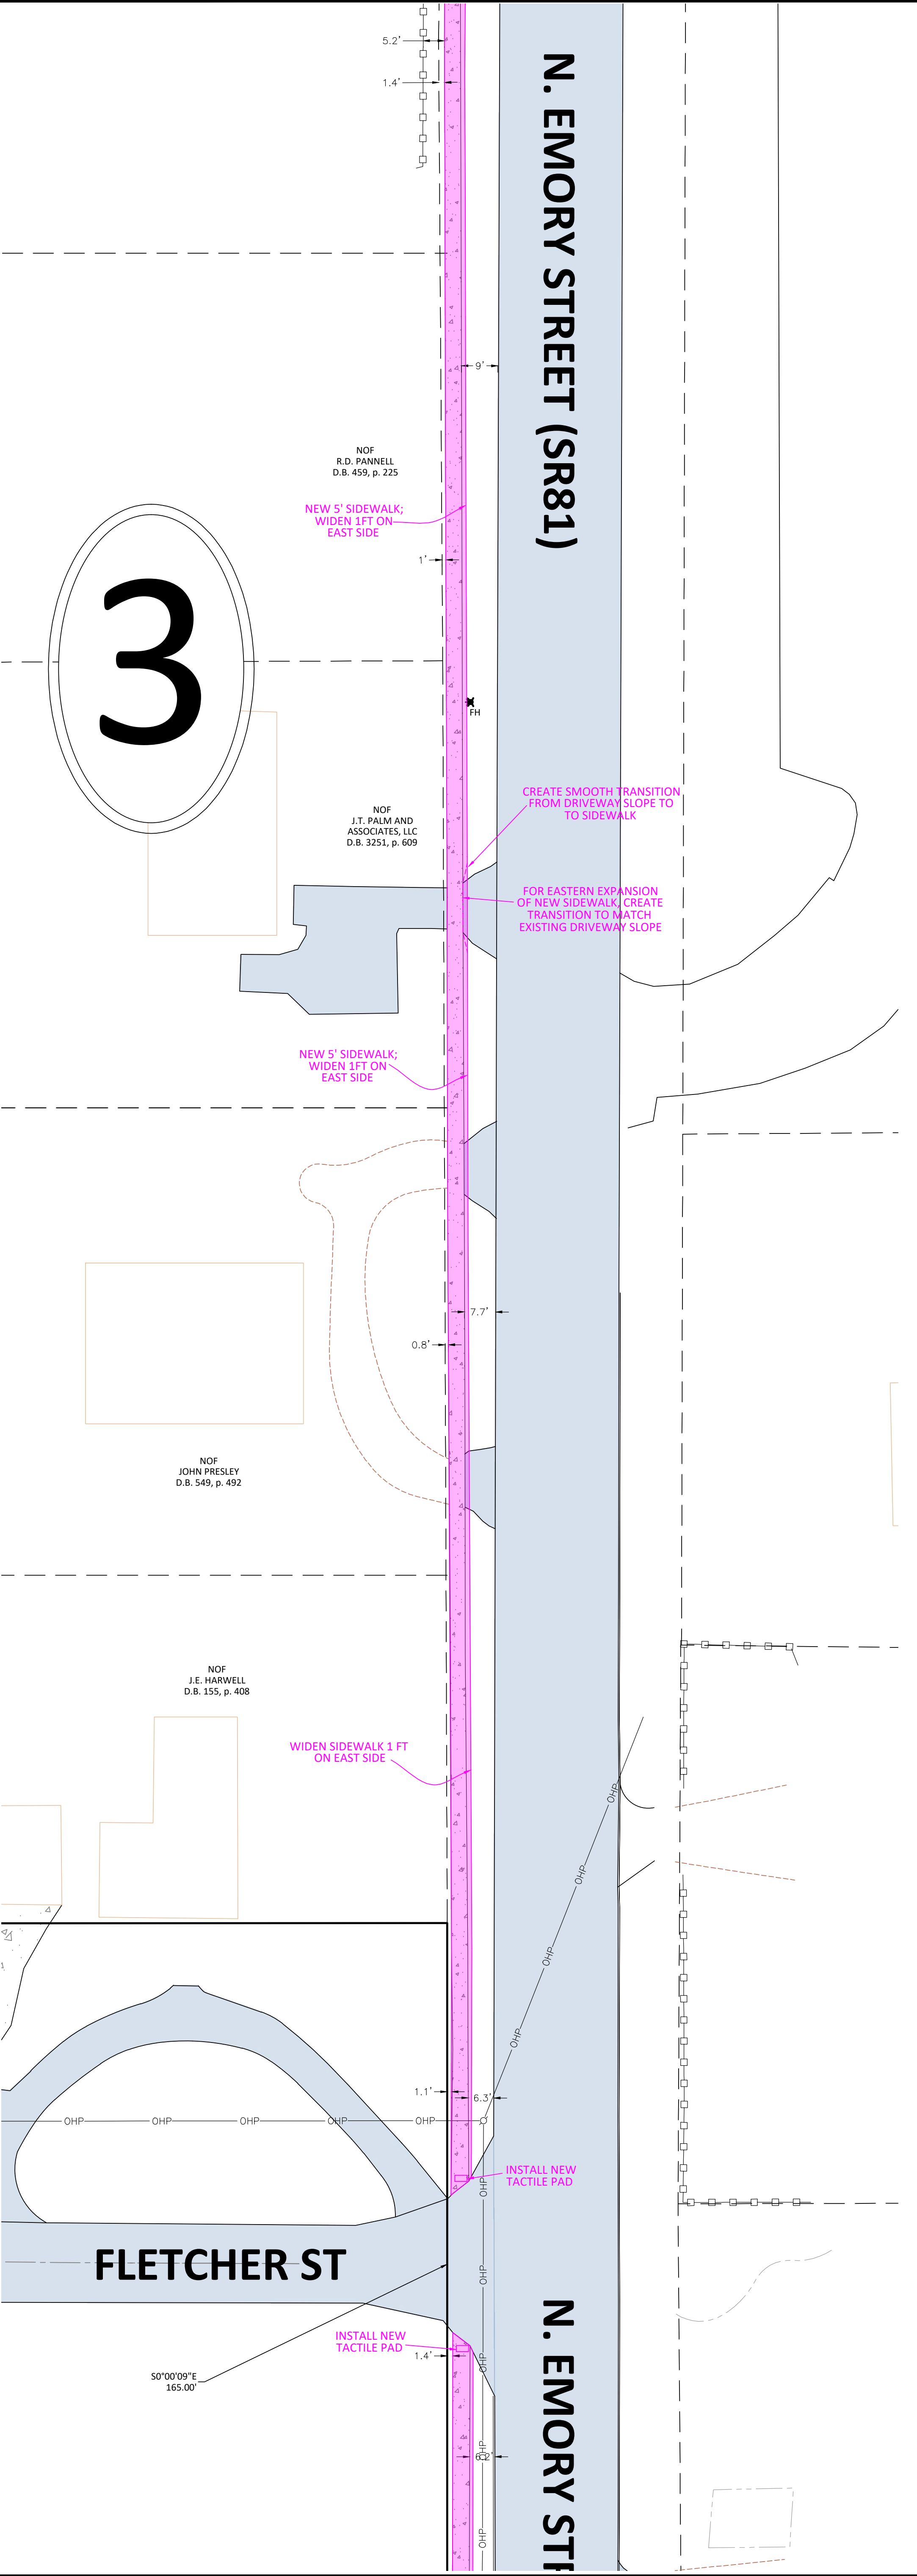 5.2'
1.4'
N. EMORY STREET (SR81)
9'
NOF
R.D. PANNELL
D.B. 459, p. 225
NEW 5' SIDEWALK;
WIDEN 1FT ON
EAST SIDE
1'
3
FH
CREATE SMOOTH TRANSITION
FROM DRIVEWAY SLOPE TO
TO SIDEWALK
NOF
J.T. PALM AND
ASSOCIATES, LLC
D.B. 3251, p. 609
FOR EASTERN EXPANSION
OF NEW SIDEWALK, CREATE
TRANSITION TO MATCH
EXISTING DRIVEWAY SLOPE
NEW 5' SIDEWALK;
WIDEN 1FT ON
EAST SIDE
7.7'
0.8'
NOF
JOHN PRESLEY
D.B. 549, p. 492
NOF
J.E. HARWELL
D.B. 155, p. 408
WIDEN SIDEWALK 1 FT
ON EAST SIDE
OHP
OHP
OHP
OHP
1.1'
6.3'
OHP
OHP
OHP
OHP
OHP
INSTALL NEW
TACTILE PAD
OHP
FLETCHER ST
OHP
INSTALL NEW
TACTILE PAD
1.4'
OHP
S0°00'09"E
165.00'
N. EMORY STR
OHP
6.2'
OHP